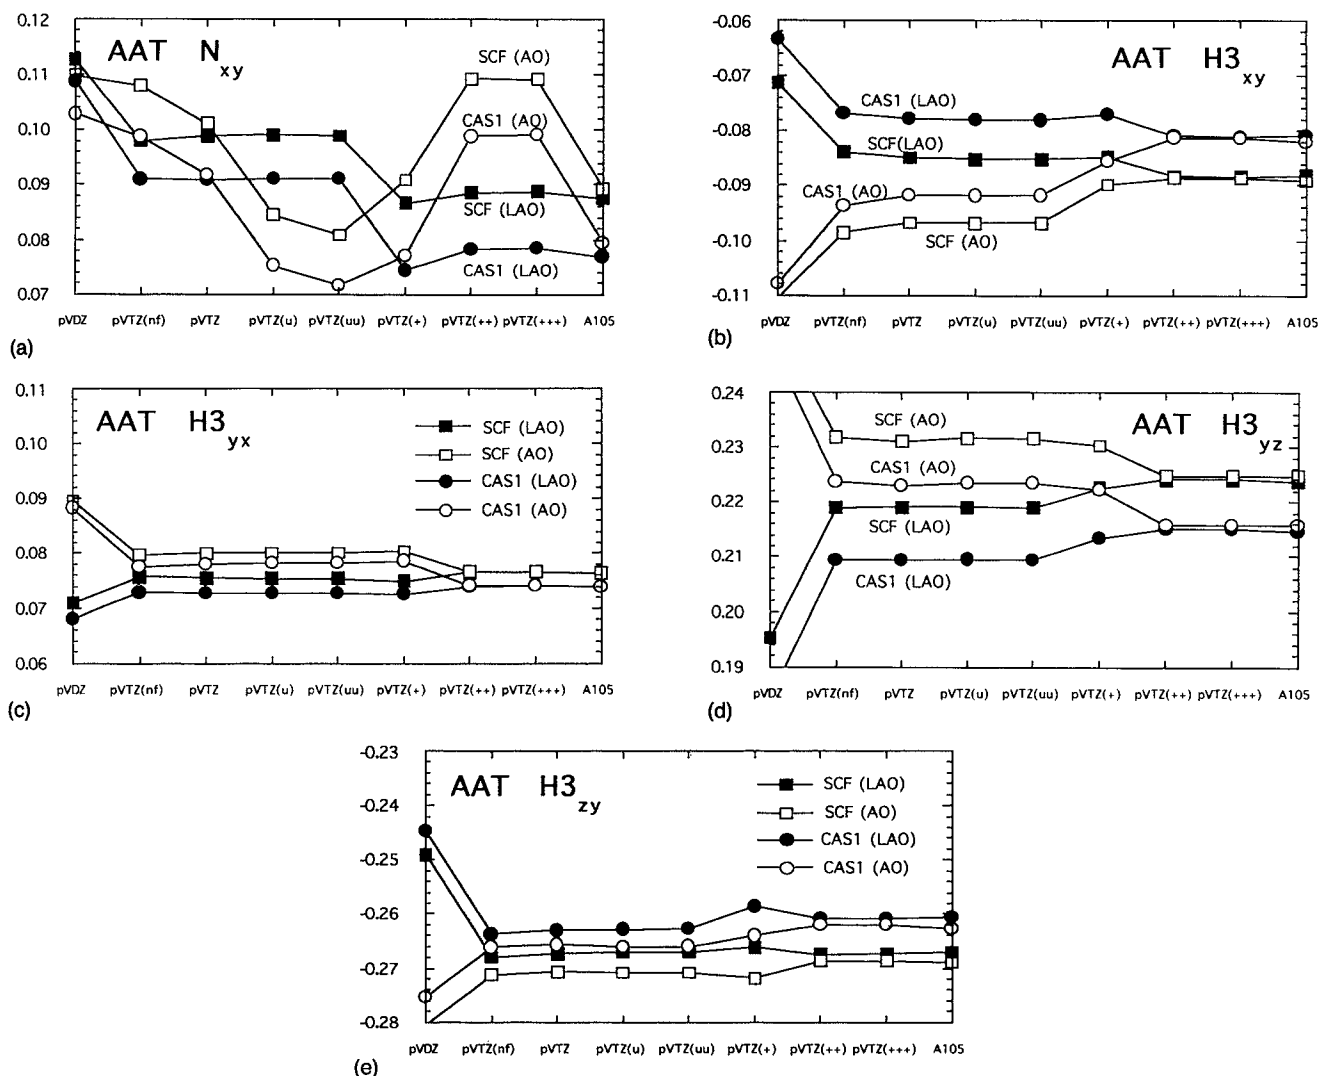 AAT N xy
0.12
0.11
0.10
0.09
0.08
0.07
SCF (AO)
CAS1 (AO)
SCF (LAO)
CAS1 (LAO)
pVDZ pVTZ(nf) pVTZ pVTZ(u) pVTZ(uu) pVTZ(+) pVTZ(++) pVTZ(+++) A105
(a)
AAT H3 xy
-0.06
-0.07
-0.08
-0.09
-0.10
-0.11
CAS1 (LAO)
SCF(LAO)
CAS1 (AO)
SCF (AO)
pVDZ pVTZ(nf) pVTZ pVTZ(u) pVTZ(uu) pVTZ(+) pVTZ(++) pVTZ(+++) A105
(b)
AAT H3 yx
0.11
0.10
0.09
0.08
0.07
0.06
SCF (LAO)
SCF (AO)
CAS1 (LAO)
CAS1 (AO)
pVDZ pVTZ(nf) pVTZ pVTZ(u) pVTZ(uu) pVTZ(+) pVTZ(++) pVTZ(+++) A105
(c)
AAT H3 yz
0.24
0.23
0.22
0.21
0.20
0.19
SCF (AO)
CAS1 (AO)
SCF (LAO)
CAS1 (LAO)
pVDZ pVTZ(nf) pVTZ pVTZ(u) pVTZ(uu) pVTZ(+) pVTZ(++) pVTZ(+++) A105
(d)
AAT H3 zy
-0.23
-0.24
-0.25
-0.26
-0.27
-0.28
SCF (LAO)
SCF (AO)
CAS1 (LAO)
CAS1 (AO)
pVDZ pVTZ(nf) pVTZ pVTZ(u) pVTZ(uu) pVTZ(+) pVTZ(++) pVTZ(+++) A105
(e)